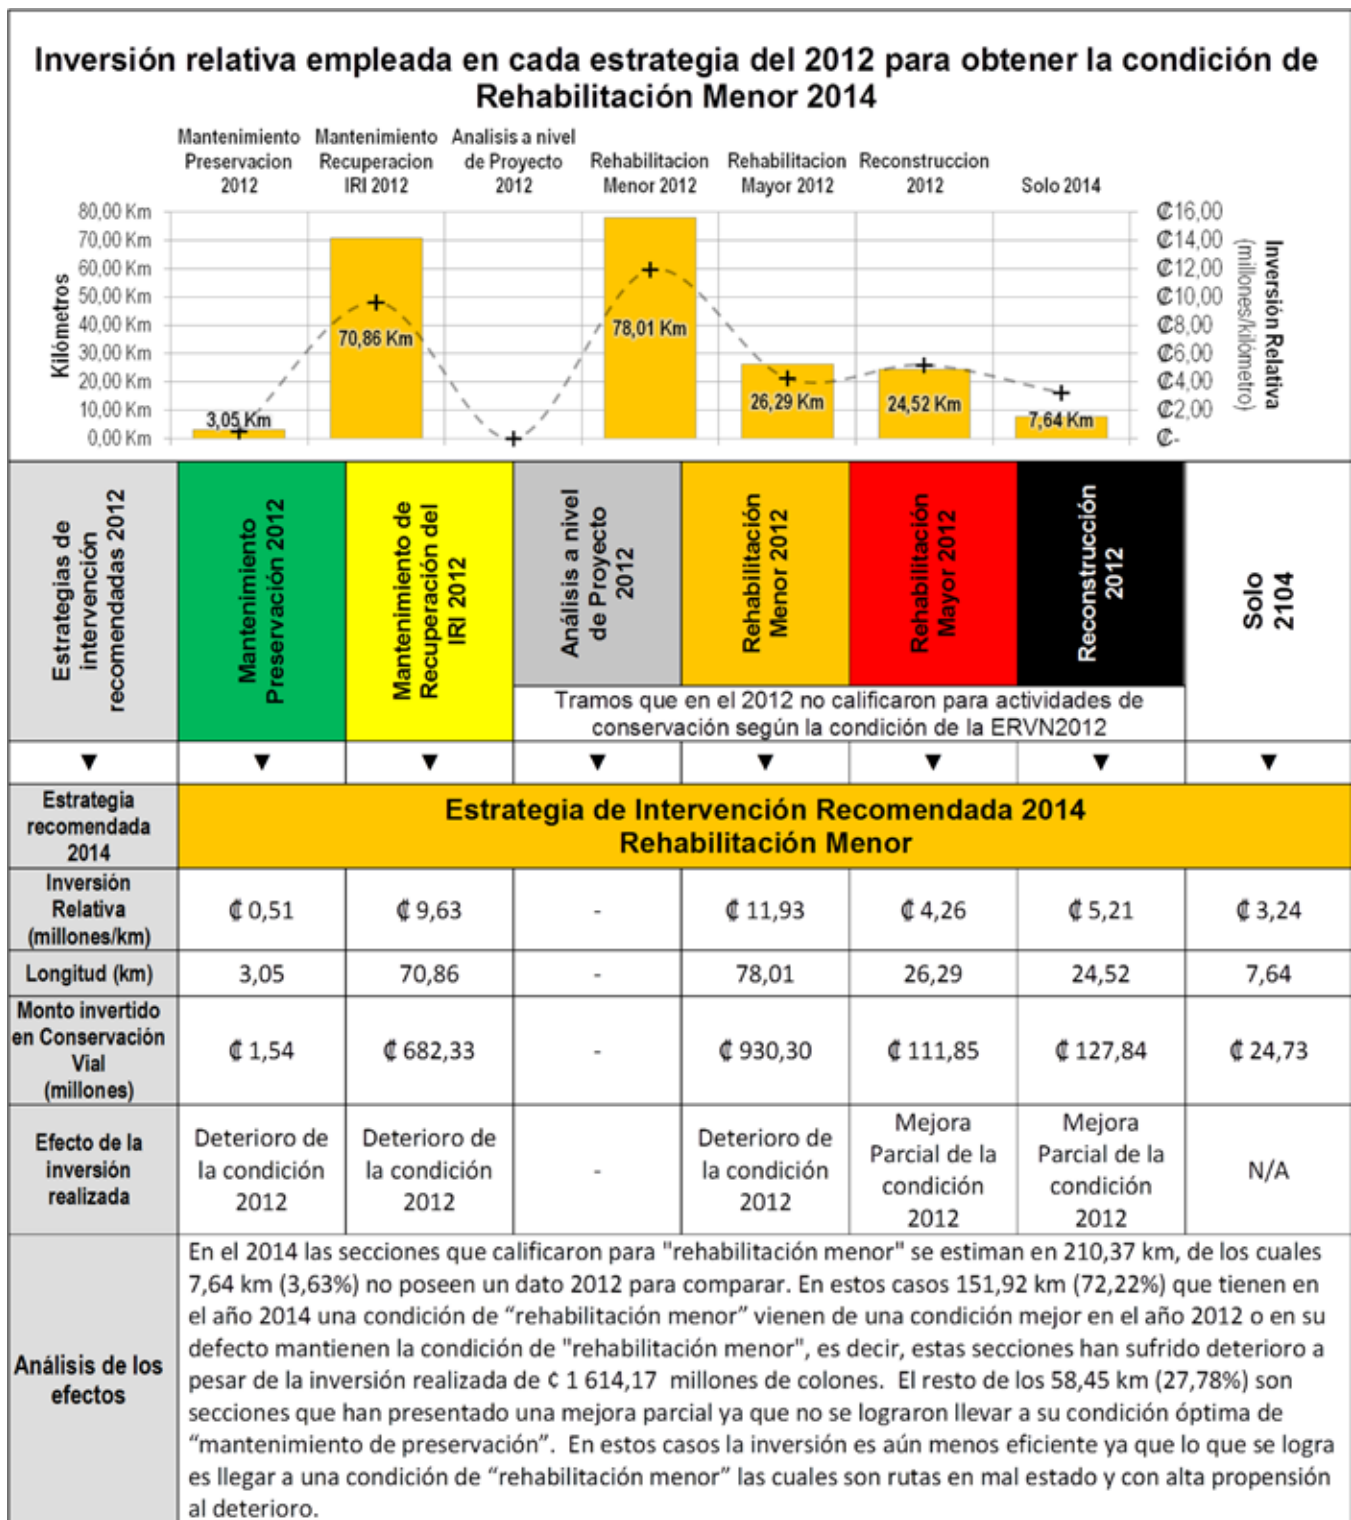 Inversión relativa empleada en cada estrategia del 2012 para obtener la condición de
Rehabilitación Menor 2014
Mantenimiento
Preservacion
2012
Mantenimiento
Recuperacion
IRI 2012
Analisis a nivel
de Proyecto
2012
Rehabilitacion
Menor 2012
Rehabilitacion
Mayor 2012
Reconstruccion
2012
Solo 2014
Kilómetros
80,00 Km
70,00 Km
60,00 Km
50,00 Km
40,00 Km
30,00 Km
20,00 Km
10,00 Km
0,00 Km
3,05 Km
70,86 Km
78,01 Km
26,29 Km
24,52 Km
7,64 Km
₡16,00
₡14,00
₡12,00
₡10,00
₡8,00
₡6,00
₡4,00
₡2,00
₡-
Inversión Relativa
(millones/kilómetro)
Estrategias de
intervención
recomendadas 2012
Mantenimiento
Preservación 2012
Mantenimiento de
Recuperación del
IRI 2012
Análisis a nivel
de Proyecto
2012
Rehabilitación
Menor 2012
Rehabilitación
Mayor 2012
Reconstrucción
2012
Solo
2104
Tramos que en el 2012 no calificaron para actividades de
conservación según la condición de la ERVN2012
▼ ▼ ▼ ▼ ▼ ▼ ▼ ▼
Estrategia
recomendada
2014
Estrategia de Intervención Recomendada 2014
Rehabilitación Menor
Inversión
Relativa
(millones/km)
₡ 0,51
₡ 9,63
-
₡ 11,93
₡ 4,26
₡ 5,21
₡ 3,24
Longitud (km)
3,05
70,86
-
78,01
26,29
24,52
7,64
Monto invertido
en Conservación
Vial
(millones)
₡ 1,54
₡ 682,33
-
₡ 930,30
₡ 111,85
₡ 127,84
₡ 24,73
Efecto de la
inversión
realizada
Deterioro de
la condición
2012
Deterioro de
la condición
2012
-
Deterioro de
la condición
2012
Mejora
Parcial de la
condición
2012
Mejora
Parcial de la
condición
2012
N/A
Análisis de los
efectos
En el 2014 las secciones que calificaron para "rehabilitación menor" se estiman en 210,37 km, de los cuales
7,64 km (3,63%) no poseen un dato 2012 para comparar. En estos casos 151,92 km (72,22%) que tienen en
el año 2014 una condición de “rehabilitación menor” vienen de una condición mejor en el año 2012 o en su
defecto mantienen la condición de "rehabilitación menor", es decir, estas secciones han sufrido deterioro a
pesar de la inversión realizada de ¢ 1 614,17 millones de colones. El resto de los 58,45 km (27,78%) son
secciones que han presentado una mejora parcial ya que no se lograron llevar a su condición óptima de
“mantenimiento de preservación”. En estos casos la inversión es aún menos eficiente ya que lo que se logra
es llegar a una condición de “rehabilitación menor” las cuales son rutas en mal estado y con alta propensión
al deterioro.